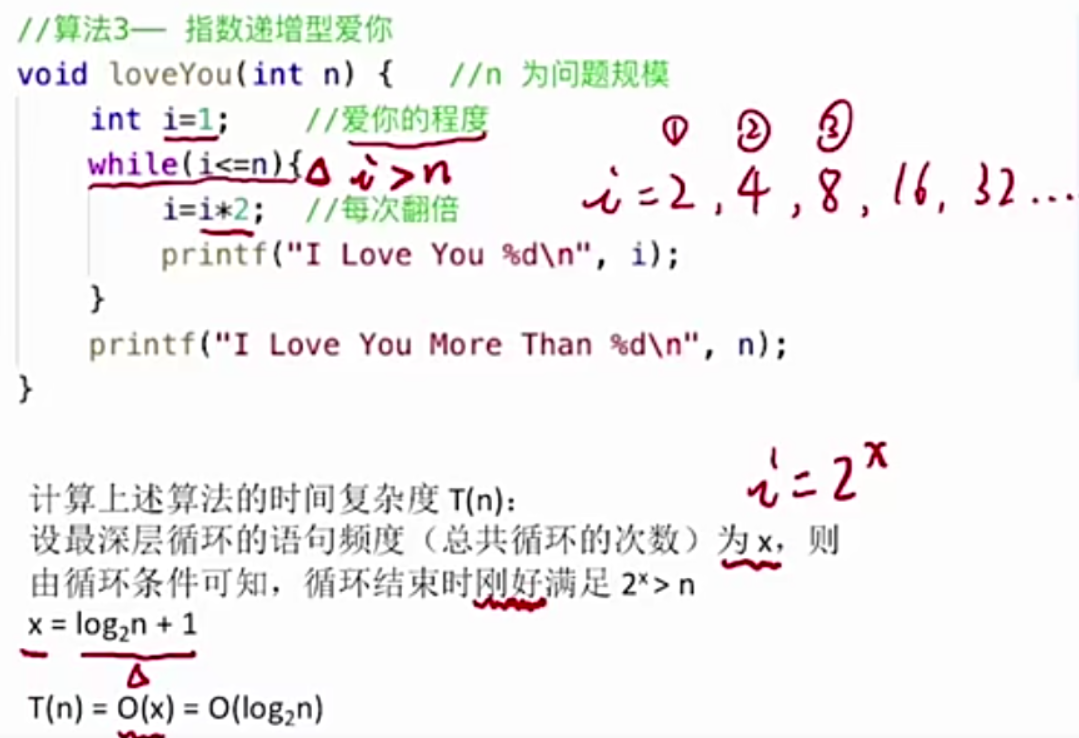 //算法3—— 指数递增型爱你
void loveYou(int n) {    //n 为问题规模
int i=1;    //爱你的程度
① ② ③
while(i<=n){ i>n
i=2,4,8,16,32...
i=i*2;  //每次翻倍
printf("I Love You %d\n", i);
}
printf("I Love You More Than %d\n", n);
}
i=2ˣ
计算上述算法的时间复杂度 T(n)：
设最深层循环的语句频度（总共循环的次数）为 x，则
由循环条件可知，循环结束时刚好满足 2ˣ > n
x = log₂n + 1
T(n) = O(x) = O(log₂n)